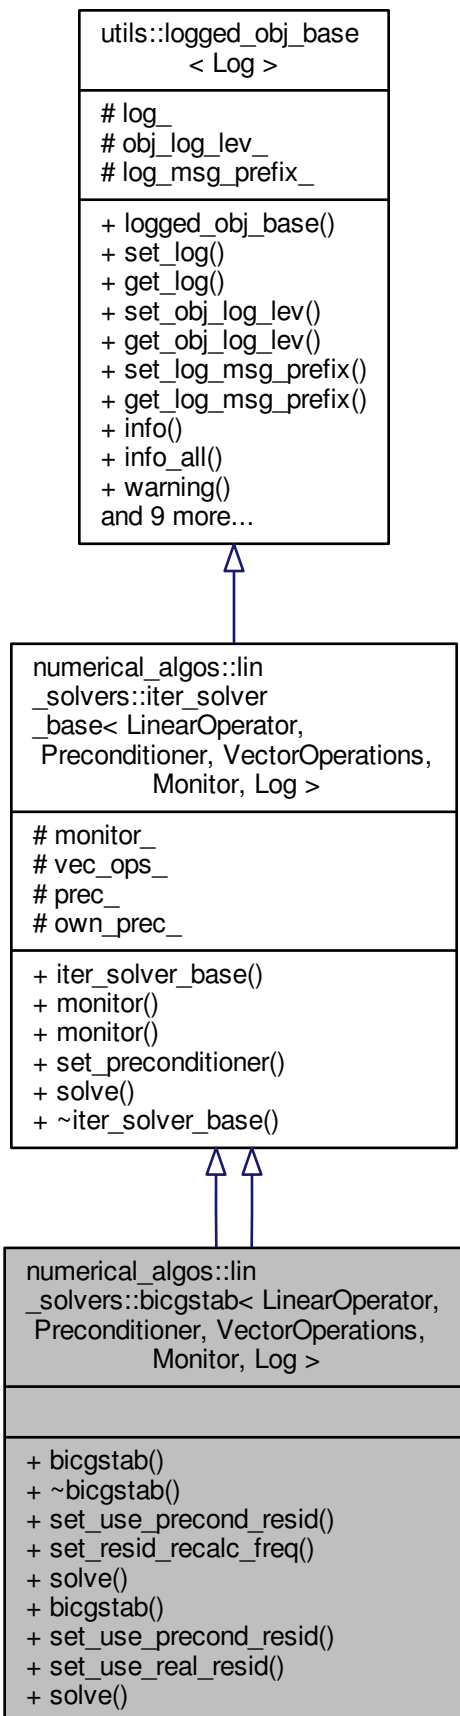 utils::logged_obj_base
< Log >
# log_
# obj_log_lev_
# log_msg_prefix_
+ logged_obj_base()
+ set_log()
+ get_log()
+ set_obj_log_lev()
+ get_obj_log_lev()
+ set_log_msg_prefix()
+ get_log_msg_prefix()
+ info()
+ info_all()
+ warning()
and 9 more...
numerical_algos::lin
_solvers::iter_solver
_base< LinearOperator,
Preconditioner, VectorOperations,
Monitor, Log >
# monitor_
# vec_ops_
# prec_
# own_prec_
+ iter_solver_base()
+ monitor()
+ monitor()
+ set_preconditioner()
+ solve()
+ ~iter_solver_base()
numerical_algos::lin
_solvers::bicgstab< LinearOperator,
Preconditioner, VectorOperations,
Monitor, Log >
+ bicgstab()
+ ~bicgstab()
+ set_use_precond_resid()
+ set_resid_recalc_freq()
+ solve()
+ bicgstab()
+ set_use_precond_resid()
+ set_use_real_resid()
+ solve()